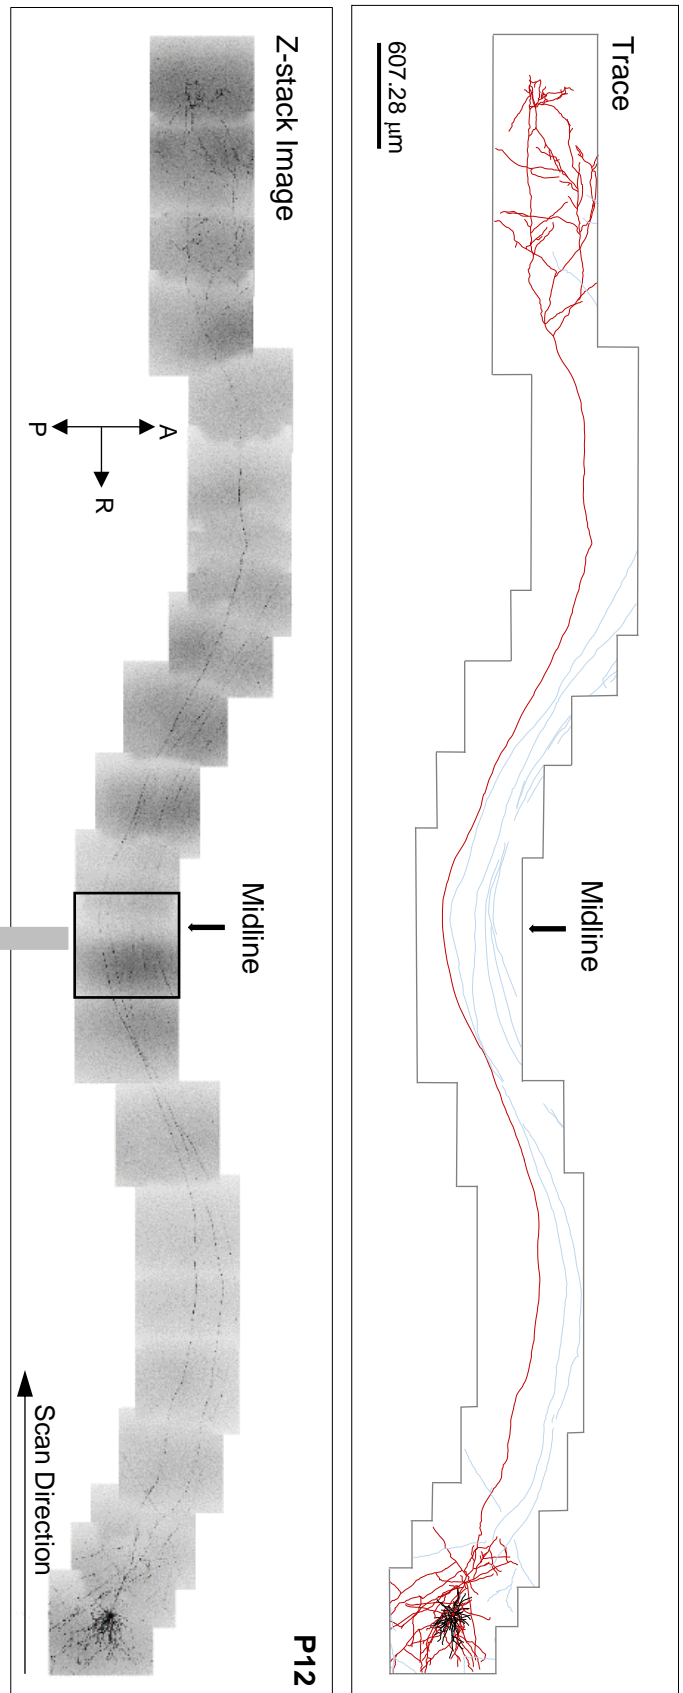 Trace
607.28 μm
Midline
Z-stack Image
A
P
R
Midline
Scan Direction
P12